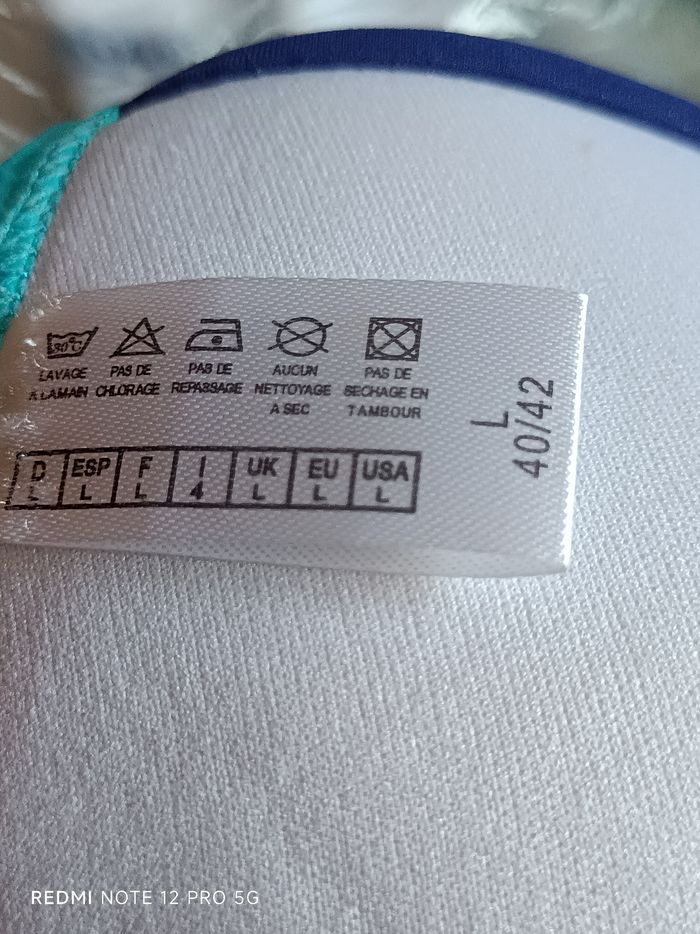 30°C
LAVAGE PAS DE PAS DE AUCUN PAS DE
A LAMAIN CHLORAGE REPASSAGE NETTOYAGE SECHAGE EN
A SEC TAMBOUR
D ESP F I UK EU USA
L L L 4 L L L
L
40/42
REDMI NOTE 12 PRO 5G